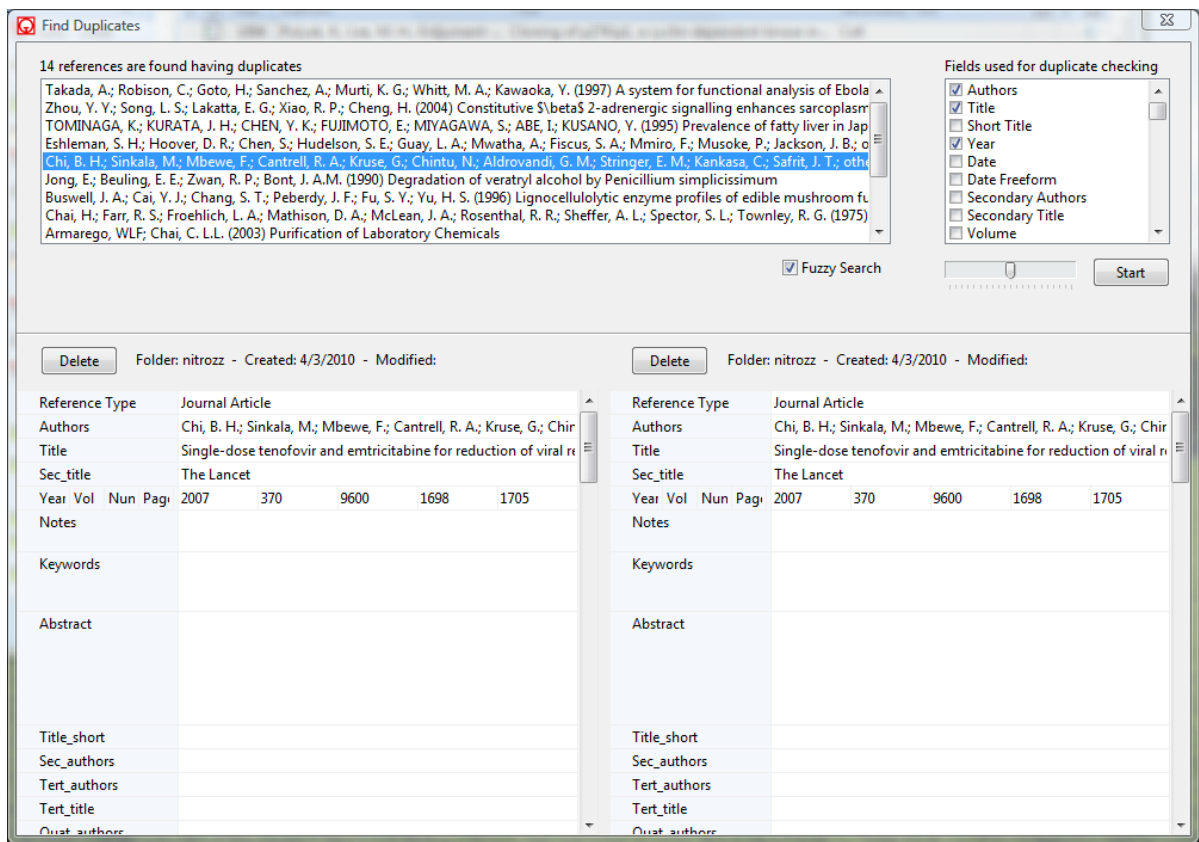 Find Duplicates
14 references are found having duplicates
Fields used for duplicate checking
Takada, A.; Robison, C.; Goto, H.; Sanchez, A.; Murti, K. G.; Whitt, M. A.; Kawaoka, Y. (1997) A system for functional analysis of Ebola
Zhou, Y. Y.; Song, L. S.; Lakatta, E. G.; Xiao, R. P.; Cheng, H. (2004) Constitutive $\beta$ 2-adrenergic signalling enhances sarcoplasm
TOMINAGA, K.; KURATA, J. H.; CHEN, Y. K.; FUJIMOTO, E.; MIYAGAWA, S.; ABE, I.; KUSANO, Y. (1995) Prevalence of fatty liver in Jap
Eshleman, S. H.; Hoover, D. R.; Chen, S.; Hudelson, S. E.; Guay, L. A.; Mwatha, A.; Fiscus, S. A.; Mmiro, F.; Musoke, P.; Jackson, J. B.; o
Chi, B. H.; Sinkala, M.; Mbewe, F.; Cantrell, R. A.; Kruse, G.; Chintu, N.; Aldrovandi, G. M.; Stringer, E. M.; Kankasa, C.; Safrit, J. T.; othe
Jong, E.; Beuling, E. E.; Zwan, R. P.; Bont, J. A.M. (1990) Degradation of veratryl alcohol by Penicillium simplicissimum
Buswell, J. A.; Cai, Y. J.; Chang, S. T.; Peberdy, J. F.; Fu, S. Y.; Yu, H. S. (1996) Lignocellulolytic enzyme profiles of edible mushroom fu
Chai, H.; Farr, R. S.; Froehlich, L. A.; Mathison, D. A.; McLean, J. A.; Rosenthal, R. R.; Sheffer, A. L.; Spector, S. L.; Townley, R. G. (1975)
Armarego, WLF; Chai, C. L.L. (2003) Purification of Laboratory Chemicals
Authors
Title
Short Title
Year
Date
Date Freeform
Secondary Authors
Secondary Title
Volume
Fuzzy Search
Start
Delete Folder: nitrozz - Created: 4/3/2010 - Modified:
Reference Type Journal Article
Authors Chi, B. H.; Sinkala, M.; Mbewe, F.; Cantrell, R. A.; Kruse, G.; Chin
Title Single-dose tenofovir and emtricitabine for reduction of viral re
Sec_title The Lancet
Year Vol Nun Page 2007 370 9600 1698 1705
Notes
Keywords
Abstract
Title_short
Sec_authors
Tert_authors
Tert_title
Quat_authors
Delete Folder: nitrozz - Created: 4/3/2010 - Modified:
Reference Type Journal Article
Authors Chi, B. H.; Sinkala, M.; Mbewe, F.; Cantrell, R. A.; Kruse, G.; Chir
Title Single-dose tenofovir and emtricitabine for reduction of viral r
Sec_title The Lancet
Year Vol Nun Page 2007 370 9600 1698 1705
Notes
Keywords
Abstract
Title_short
Sec_authors
Tert_authors
Tert_title
Quat_authors